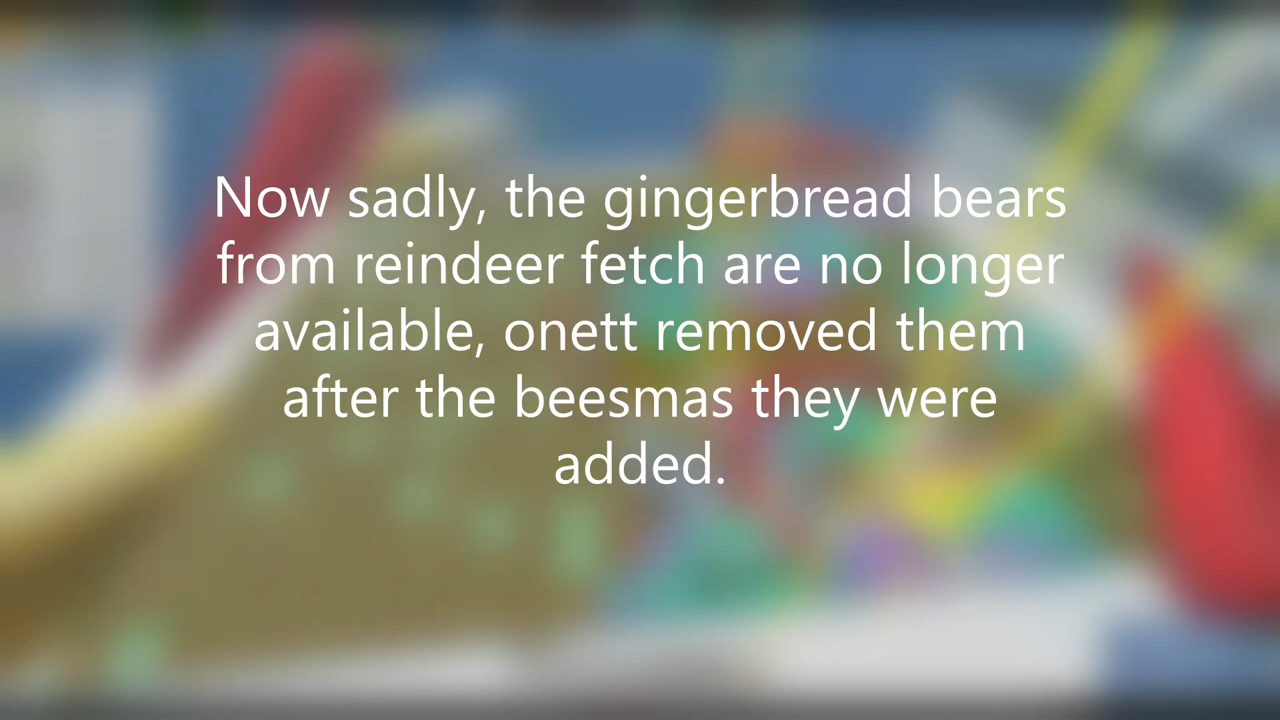 Now sadly, the gingerbread bears
from reindeer fetch are no longer
available, onett removed them
after the beesmas they were
added.